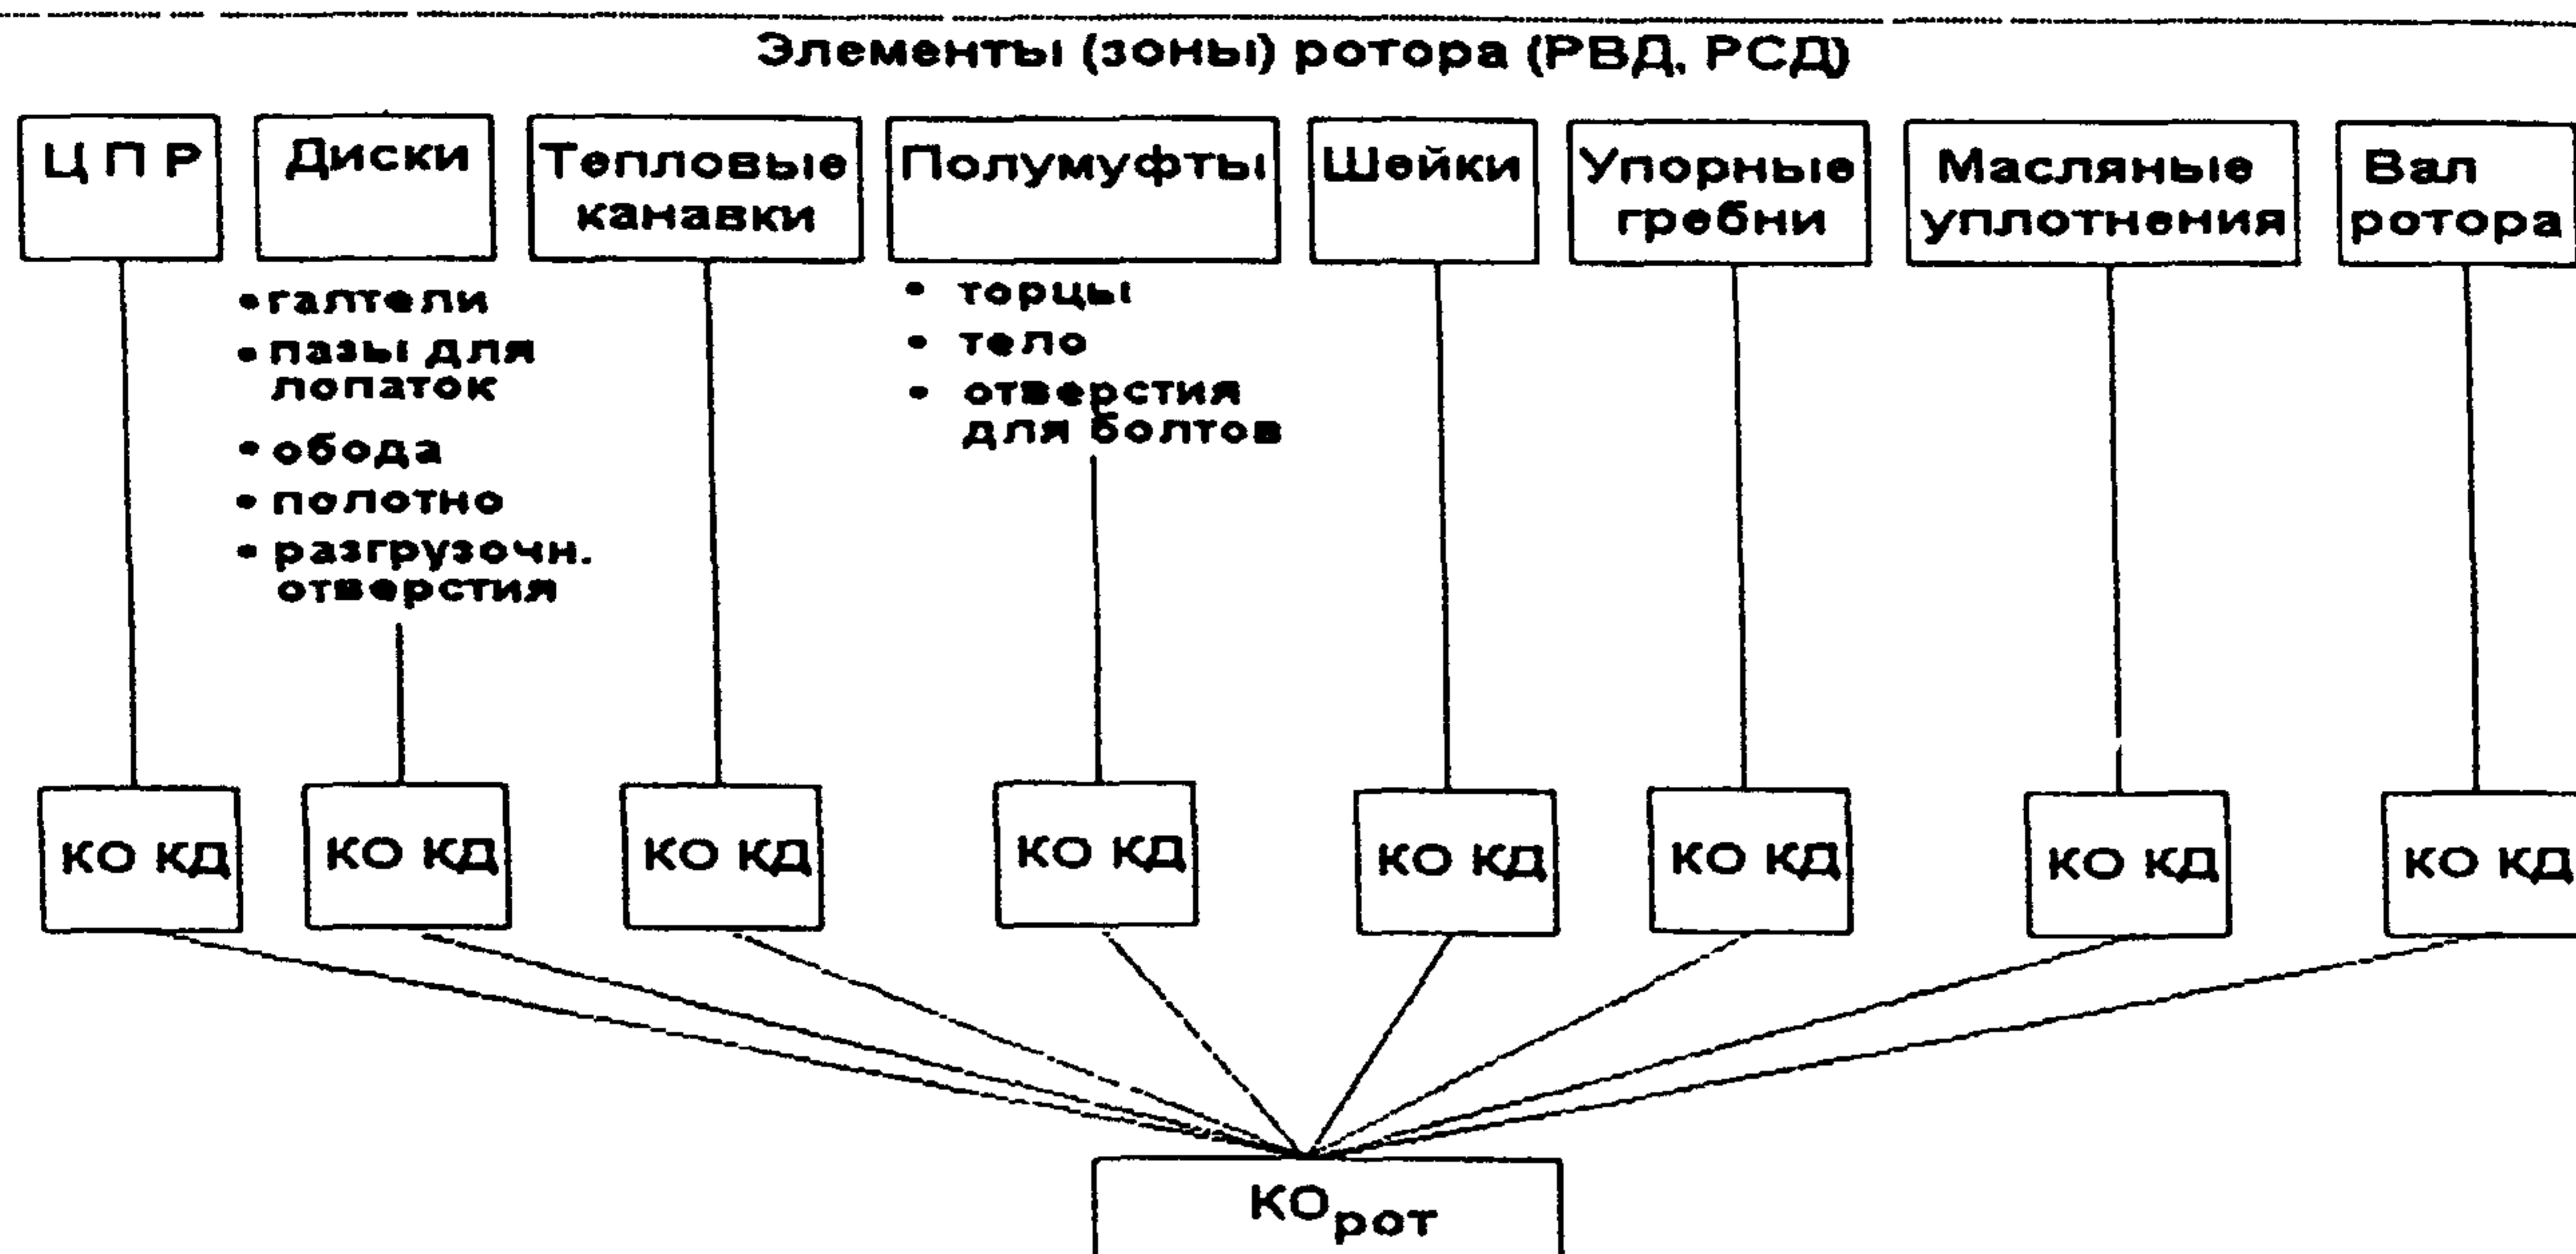 Элементы (зоны) ротора (РВД, РСД)
Ц П Р
Диски
Тепловые
канавки
Полумуфты
Шейки
Упорные
гребни
Масляные
уплотнения
Вал
ротора
• галтели
• пазы для
лопаток
• обода
• полотно
• разгрузочн.
отверстия
• торцы
• тело
• отверстия
для болтов
КО КД
КО КД
КО КД
КО КД
КО КД
КО КД
КО КД
КО КД
КОрот